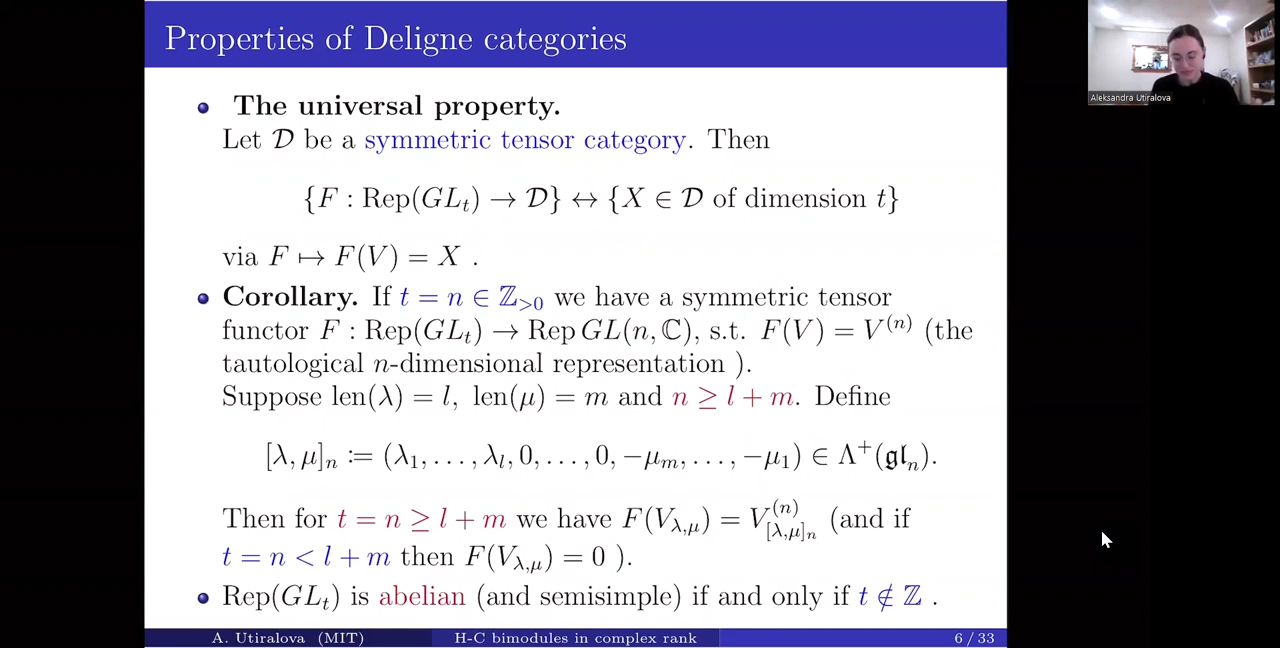 Properties of Deligne categories
Aleksandra Utiralova
• The universal property.
Let 𝒟 be a symmetric tensor category. Then
{F : Rep(GL_t) → 𝒟} ↔ {X ∈ 𝒟 of dimension t}
via F ↦ F(V) = X .
• Corollary. If t = n ∈ ℤ_{>0} we have a symmetric tensor
functor F : Rep(GL_t) → Rep GL(n, ℂ), s.t. F(V) = V^{(n)} (the
tautological n-dimensional representation ).
Suppose len(λ) = l, len(μ) = m and n ≥ l + m. Define
[λ, μ]_n := (λ_1, . . . , λ_l, 0, . . . , 0, −μ_m, . . . , −μ_1) ∈ Λ^+(𝔤𝔩_n).
Then for t = n ≥ l + m we have F(V_{λ,μ}) = V^{(n)}_{[λ,μ]_n} (and if
t = n < l + m then F(V_{λ,μ}) = 0 ).
• Rep(GL_t) is abelian (and semisimple) if and only if t ∉ ℤ .
A. Utiralova (MIT)
H-C bimodules in complex rank
6 / 33